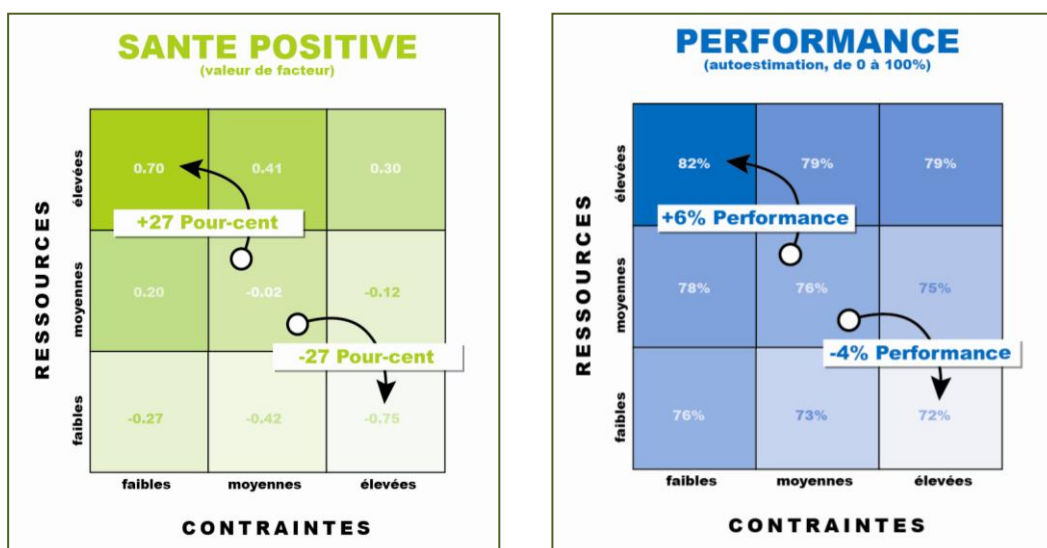 SANTE POSITIVE
(valeur de facteur)
RESSOURCES
élevées
moyennes
faibles
0.70 0.41 0.30
+27 Pour-cent
0.20 -0.02 -0.12
-27 Pour-cent
-0.27 -0.42 -0.75
faibles moyennes élevées
CONTRAINTES
PERFORMANCE
(autoestimation, de 0 à 100%)
RESSOURCES
élevées
moyennes
faibles
82% 79% 79%
+6% Performance
78% 76% 75%
-4% Performance
76% 73% 72%
faibles moyennes élevées
CONTRAINTES